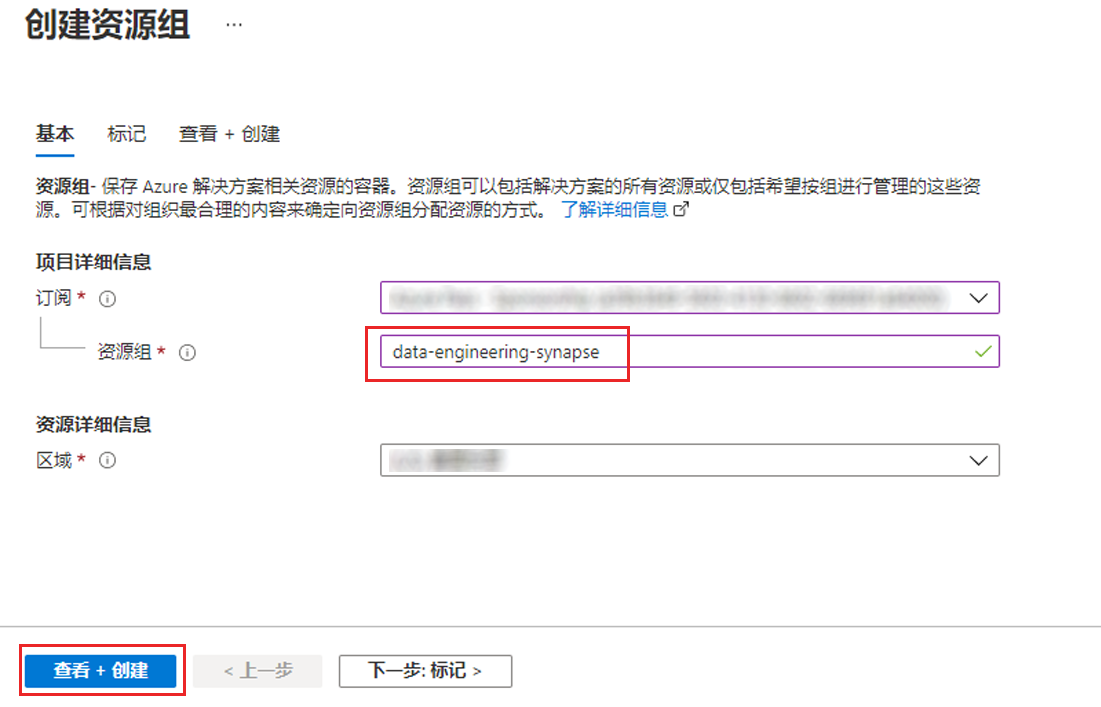 创建资源组 ...
基本 标记 查看 + 创建
资源组- 保存 Azure 解决方案相关资源的容器。资源组可以包括解决方案的所有资源或仅包括希望按组进行管理的这些资
源。可根据对组织最合理的内容来确定向资源组分配资源的方式。 了解详细信息
项目详细信息
订阅 *
资源组 * data-engineering-synapse
资源详细信息
区域 *
查看 + 创建 < 上一步 下一步: 标记 >